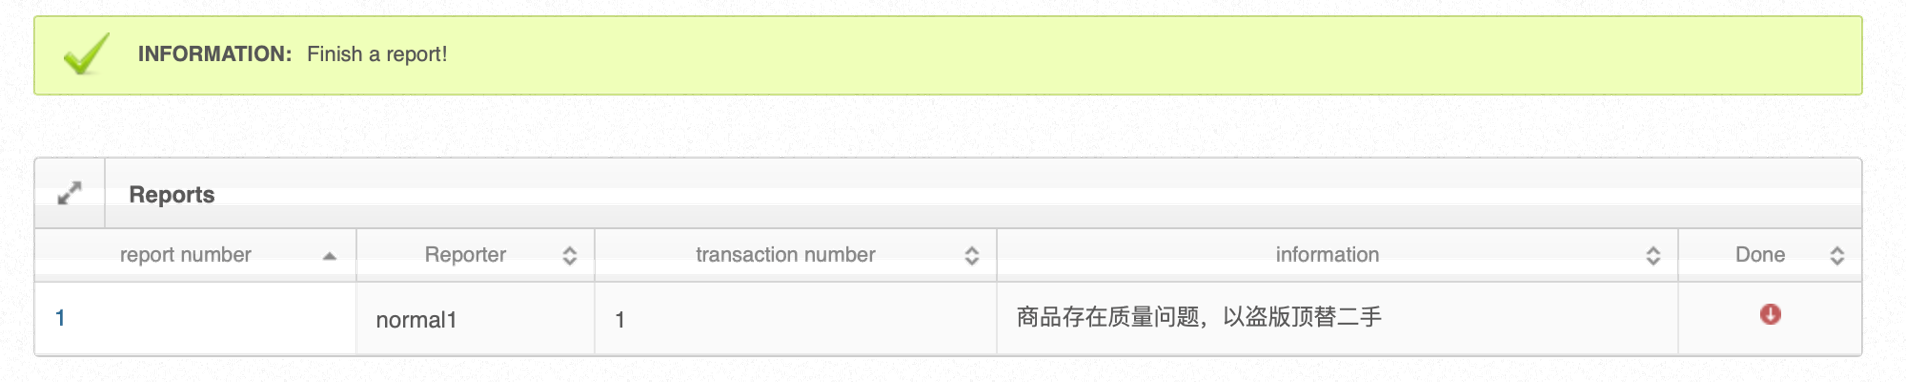 INFORMATION: Finish a report!
Reports
report number Reporter transaction number information Done
1 normal1 1 商品存在质量问题，以盗版顶替二手